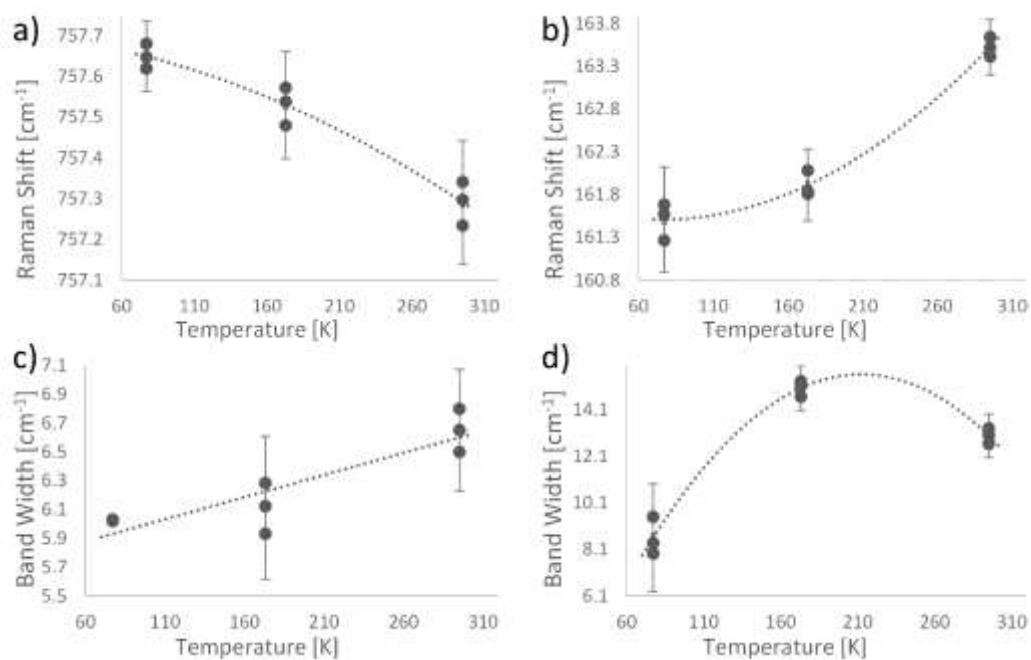 a)
Raman Shift [cm⁻¹]
757.7
757.6
757.5
757.4
757.3
757.2
757.1
60 110 160 210 260 310
Temperature [K]
b)
Raman Shift [cm⁻¹]
163.8
163.3
162.8
162.3
161.8
161.3
160.8
60 110 160 210 260 310
Temperature [K]
c)
Band Width [cm⁻¹]
7.1
6.9
6.7
6.5
6.3
6.1
5.9
5.7
5.5
60 110 160 210 260 310
Temperature [K]
d)
Band Width [cm⁻¹]
14.1
12.1
10.1
8.1
6.1
60 110 160 210 260 310
Temperature [K]